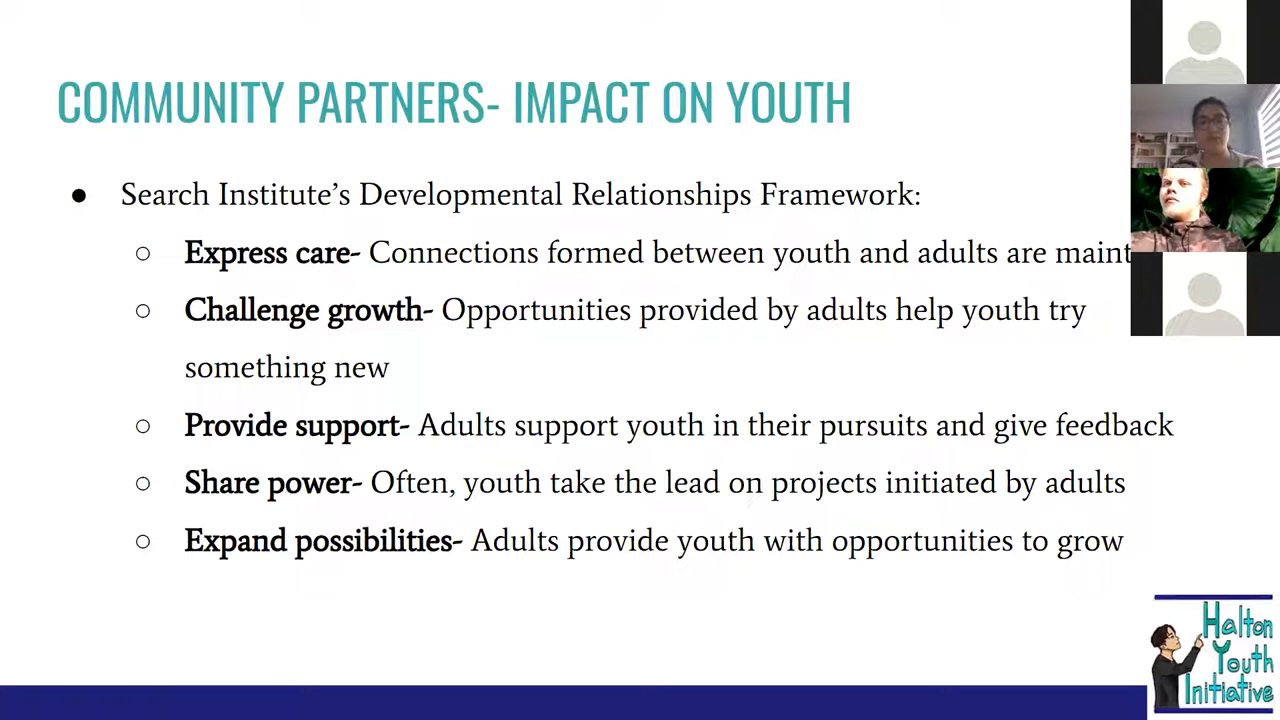 COMMUNITY PARTNERS- IMPACT ON YOUTH
● Search Institute's Developmental Relationships Framework:
○ Express care- Connections formed between youth and adults are
○ Challenge growth- Opportunities provided by adults help youth try
something new
○ Provide support- Adults support youth in their pursuits and give feedback
○ Share power- Often, youth take the lead on projects initiated by adults
○ Expand possibilities- Adults provide youth with opportunities to grow
Halton
Youth
Initiative